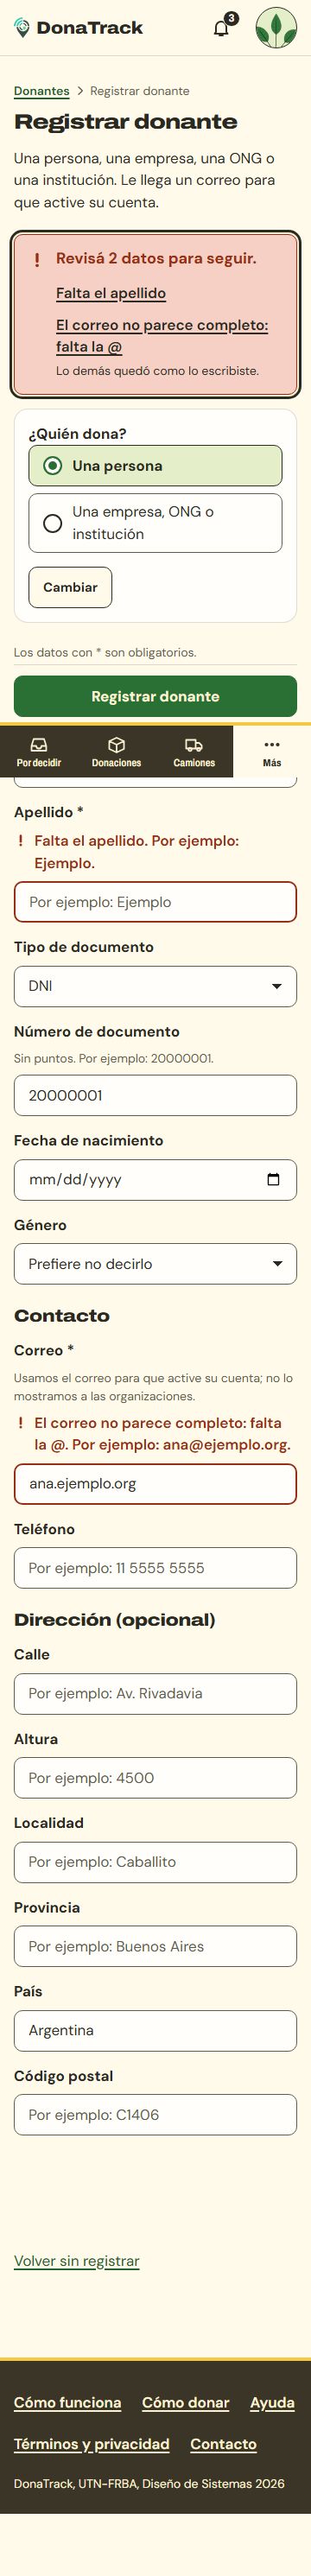 DonaTrack
3
Donantes > Registrar donante
Registrar donante
Una persona, una empresa, una ONG o
una institución. Le llega un correo para
que active su cuenta.
! Revisá 2 datos para seguir.
Falta el apellido
El correo no parece completo:
falta la @
Lo demás quedó como lo escribiste.
¿Quién dona?
Una persona
Una empresa, ONG o
institución
Cambiar
Los datos con * son obligatorios.
Registrar donante
Por decidir
Donaciones
Camiones
Más
Apellido *
! Falta el apellido. Por ejemplo:
Ejemplo.
Por ejemplo: Ejemplo
Tipo de documento
DNI
Número de documento
Sin puntos. Por ejemplo: 20000001.
20000001
Fecha de nacimiento
mm/dd/yyyy
Género
Prefiere no decirlo
Contacto
Correo *
Usamos el correo para que active su cuenta; no lo
mostramos a las organizaciones.
! El correo no parece completo: falta
la @. Por ejemplo: ana@ejemplo.org.
ana.ejemplo.org
Teléfono
Por ejemplo: 11 5555 5555
Dirección (opcional)
Calle
Por ejemplo: Av. Rivadavia
Altura
Por ejemplo: 4500
Localidad
Por ejemplo: Caballito
Provincia
Por ejemplo: Buenos Aires
País
Argentina
Código postal
Por ejemplo: C1406
Volver sin registrar
Cómo funciona
Cómo donar
Ayuda
Términos y privacidad
Contacto
DonaTrack, UTN-FRBA, Diseño de Sistemas 2026